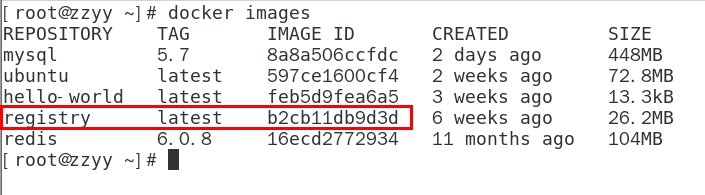 [root@zzyy ~]# docker images
REPOSITORY TAG IMAGE ID CREATED SIZE
mysql 5.7 8a8a506ccfdc 2 days ago 448MB
ubuntu latest 597ce1600cf4 2 weeks ago 72.8MB
hello-world latest feb5d9fea6a5 3 weeks ago 13.3kB
registry latest b2cb11db9d3d 6 weeks ago 26.2MB
redis 6.0.8 16ecd2772934 11 months ago 104MB
[root@zzyy ~]#